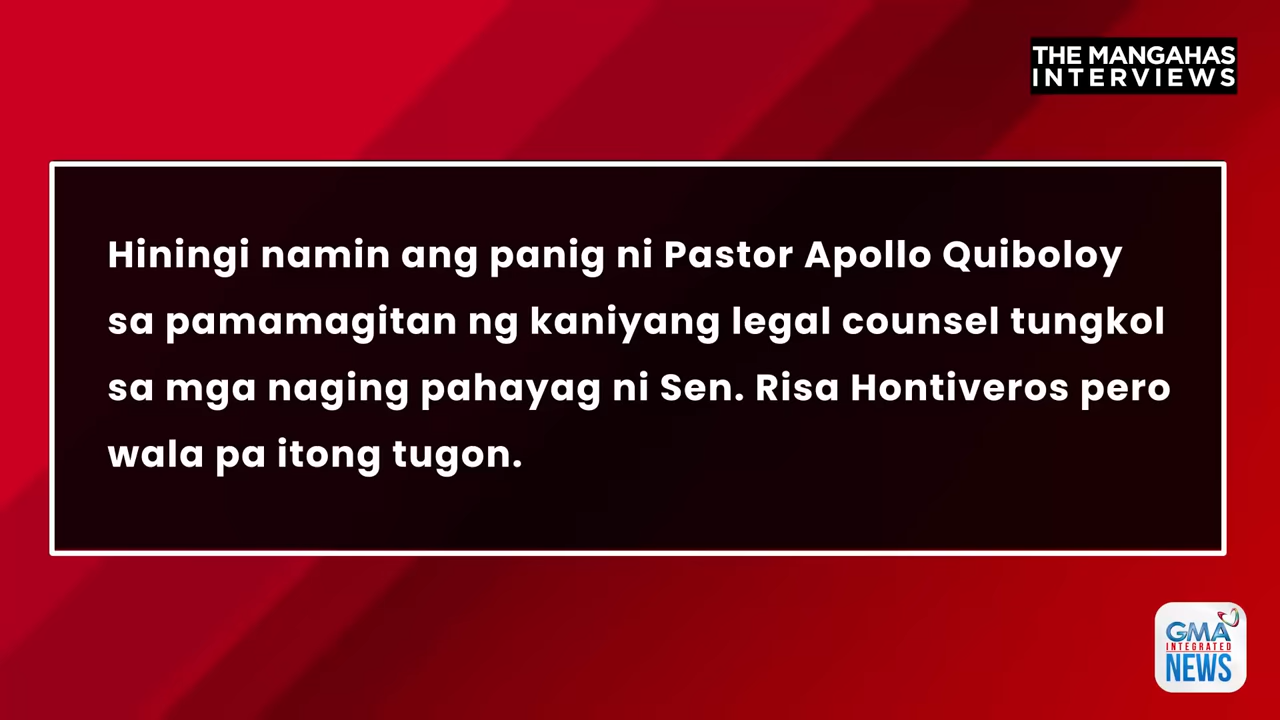 THE MANGAHAS
INTERVIEWS
Hiningi namin ang panig ni Pastor Apollo Quiboloy
sa pamamagitan ng kaniyang legal counsel tungkol
sa mga naging pahayag ni Sen. Risa Hontiveros pero
wala pa itong tugon.
GMA
INTEGRATED
NEWS